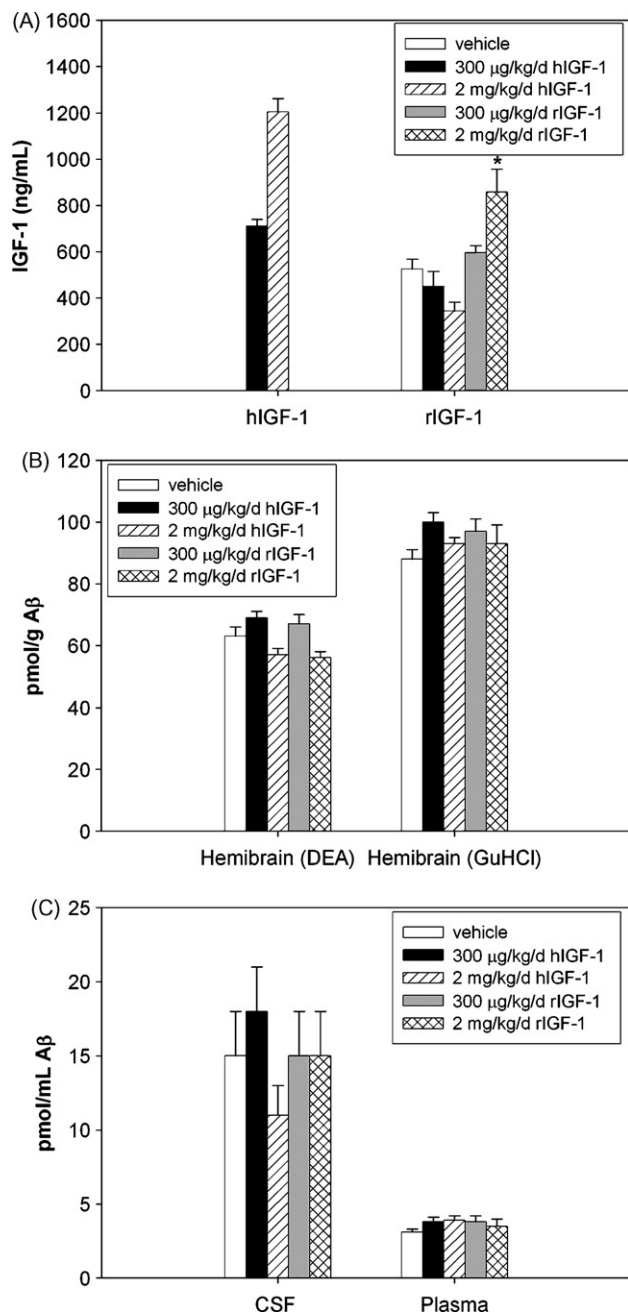 (A)
1600
1400
1200
1000
800
600
400
200
0
IGF-1 (ng/mL)
vehicle
300 μg/kg/d hIGF-1
2 mg/kg/d hIGF-1
300 μg/kg/d rIGF-1
2 mg/kg/d rIGF-1
*
hIGF-1 rIGF-1
(B)
120
100
80
60
40
20
0
pmol/g Aβ
vehicle
300 μg/kg/d hIGF-1
2 mg/kg/d hIGF-1
300 μg/kg/d rIGF-1
2 mg/kg/d rIGF-1
Hemibrain (DEA) Hemibrain (GuHCl)
(C)
25
20
15
10
5
0
pmol/mL Aβ
vehicle
300 μg/kg/d hIGF-1
2 mg/kg/d hIGF-1
300 μg/kg/d rIGF-1
2 mg/kg/d rIGF-1
CSF Plasma